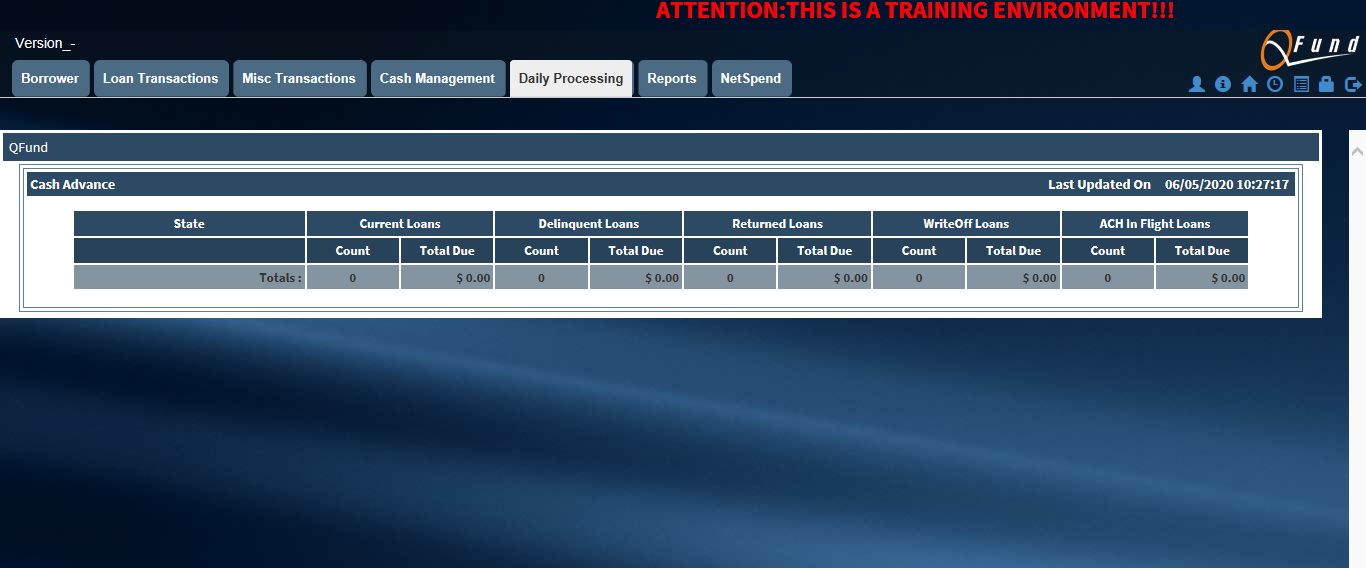 ATTENTION:THIS IS A TRAINING ENVIRONMENT!!!
Version_-
QFund
Borrower Loan Transactions Misc Transactions Cash Management Daily Processing Reports NetSpend
QFund
Cash Advance Last Updated On 06/05/2020 10:27:17
State Current Loans Delinquent Loans Returned Loans WriteOff Loans ACH In Flight Loans
Count Total Due Count Total Due Count Total Due Count Total Due Count Total Due
Totals : 0 $ 0.00 0 $ 0.00 0 $ 0.00 0 $ 0.00 0 $ 0.00